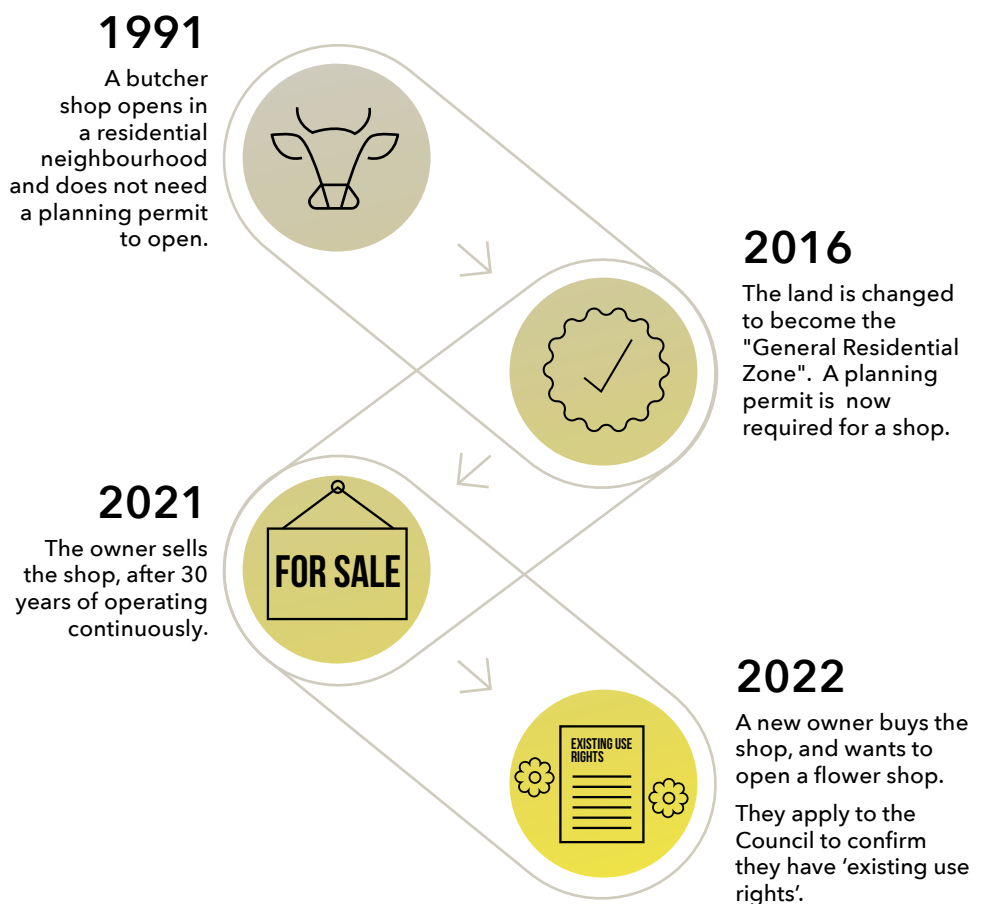 1991
A butcher
shop opens in
a residential
neighbourhood
and does not need
a planning permit
to open.
2016
The land is changed
to become the
"General Residential
Zone".  A planning
permit is  now
required for a shop.
2021
The owner sells
the shop, after 30
years of operating
continuously.
FOR SALE
2022
A new owner buys the
shop, and wants to
open a flower shop.
They apply to the
Council to confirm
they have ‘existing use
rights’.
EXISTING USE
RIGHTS